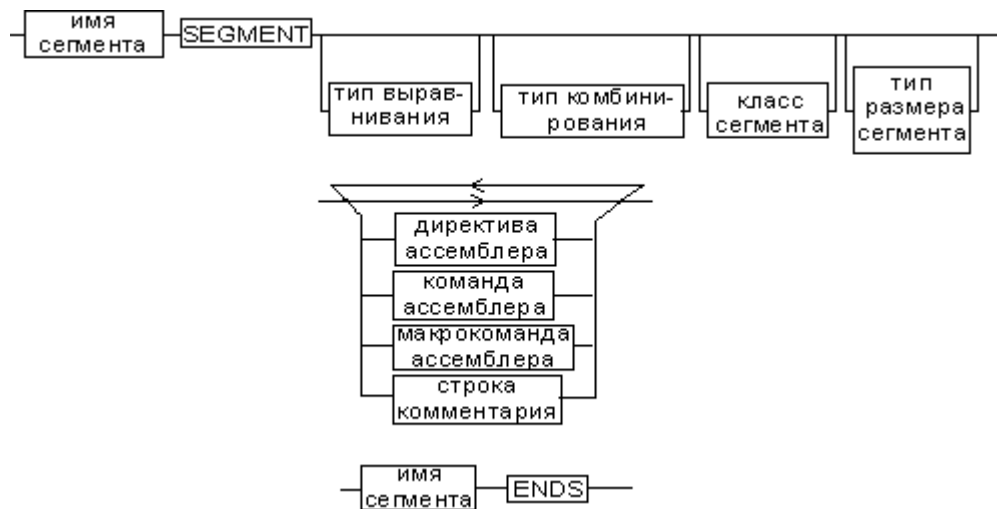 имя
сегмента
SEGMENT
тип вырав-
нивания
тип комбини-
рования
класс
сегмента
тип
размера
сегмента
директива
ассемблера
команда
ассемблера
макрокоманда
ассемблера
строка
комментария
имя
сегмента
ENDS